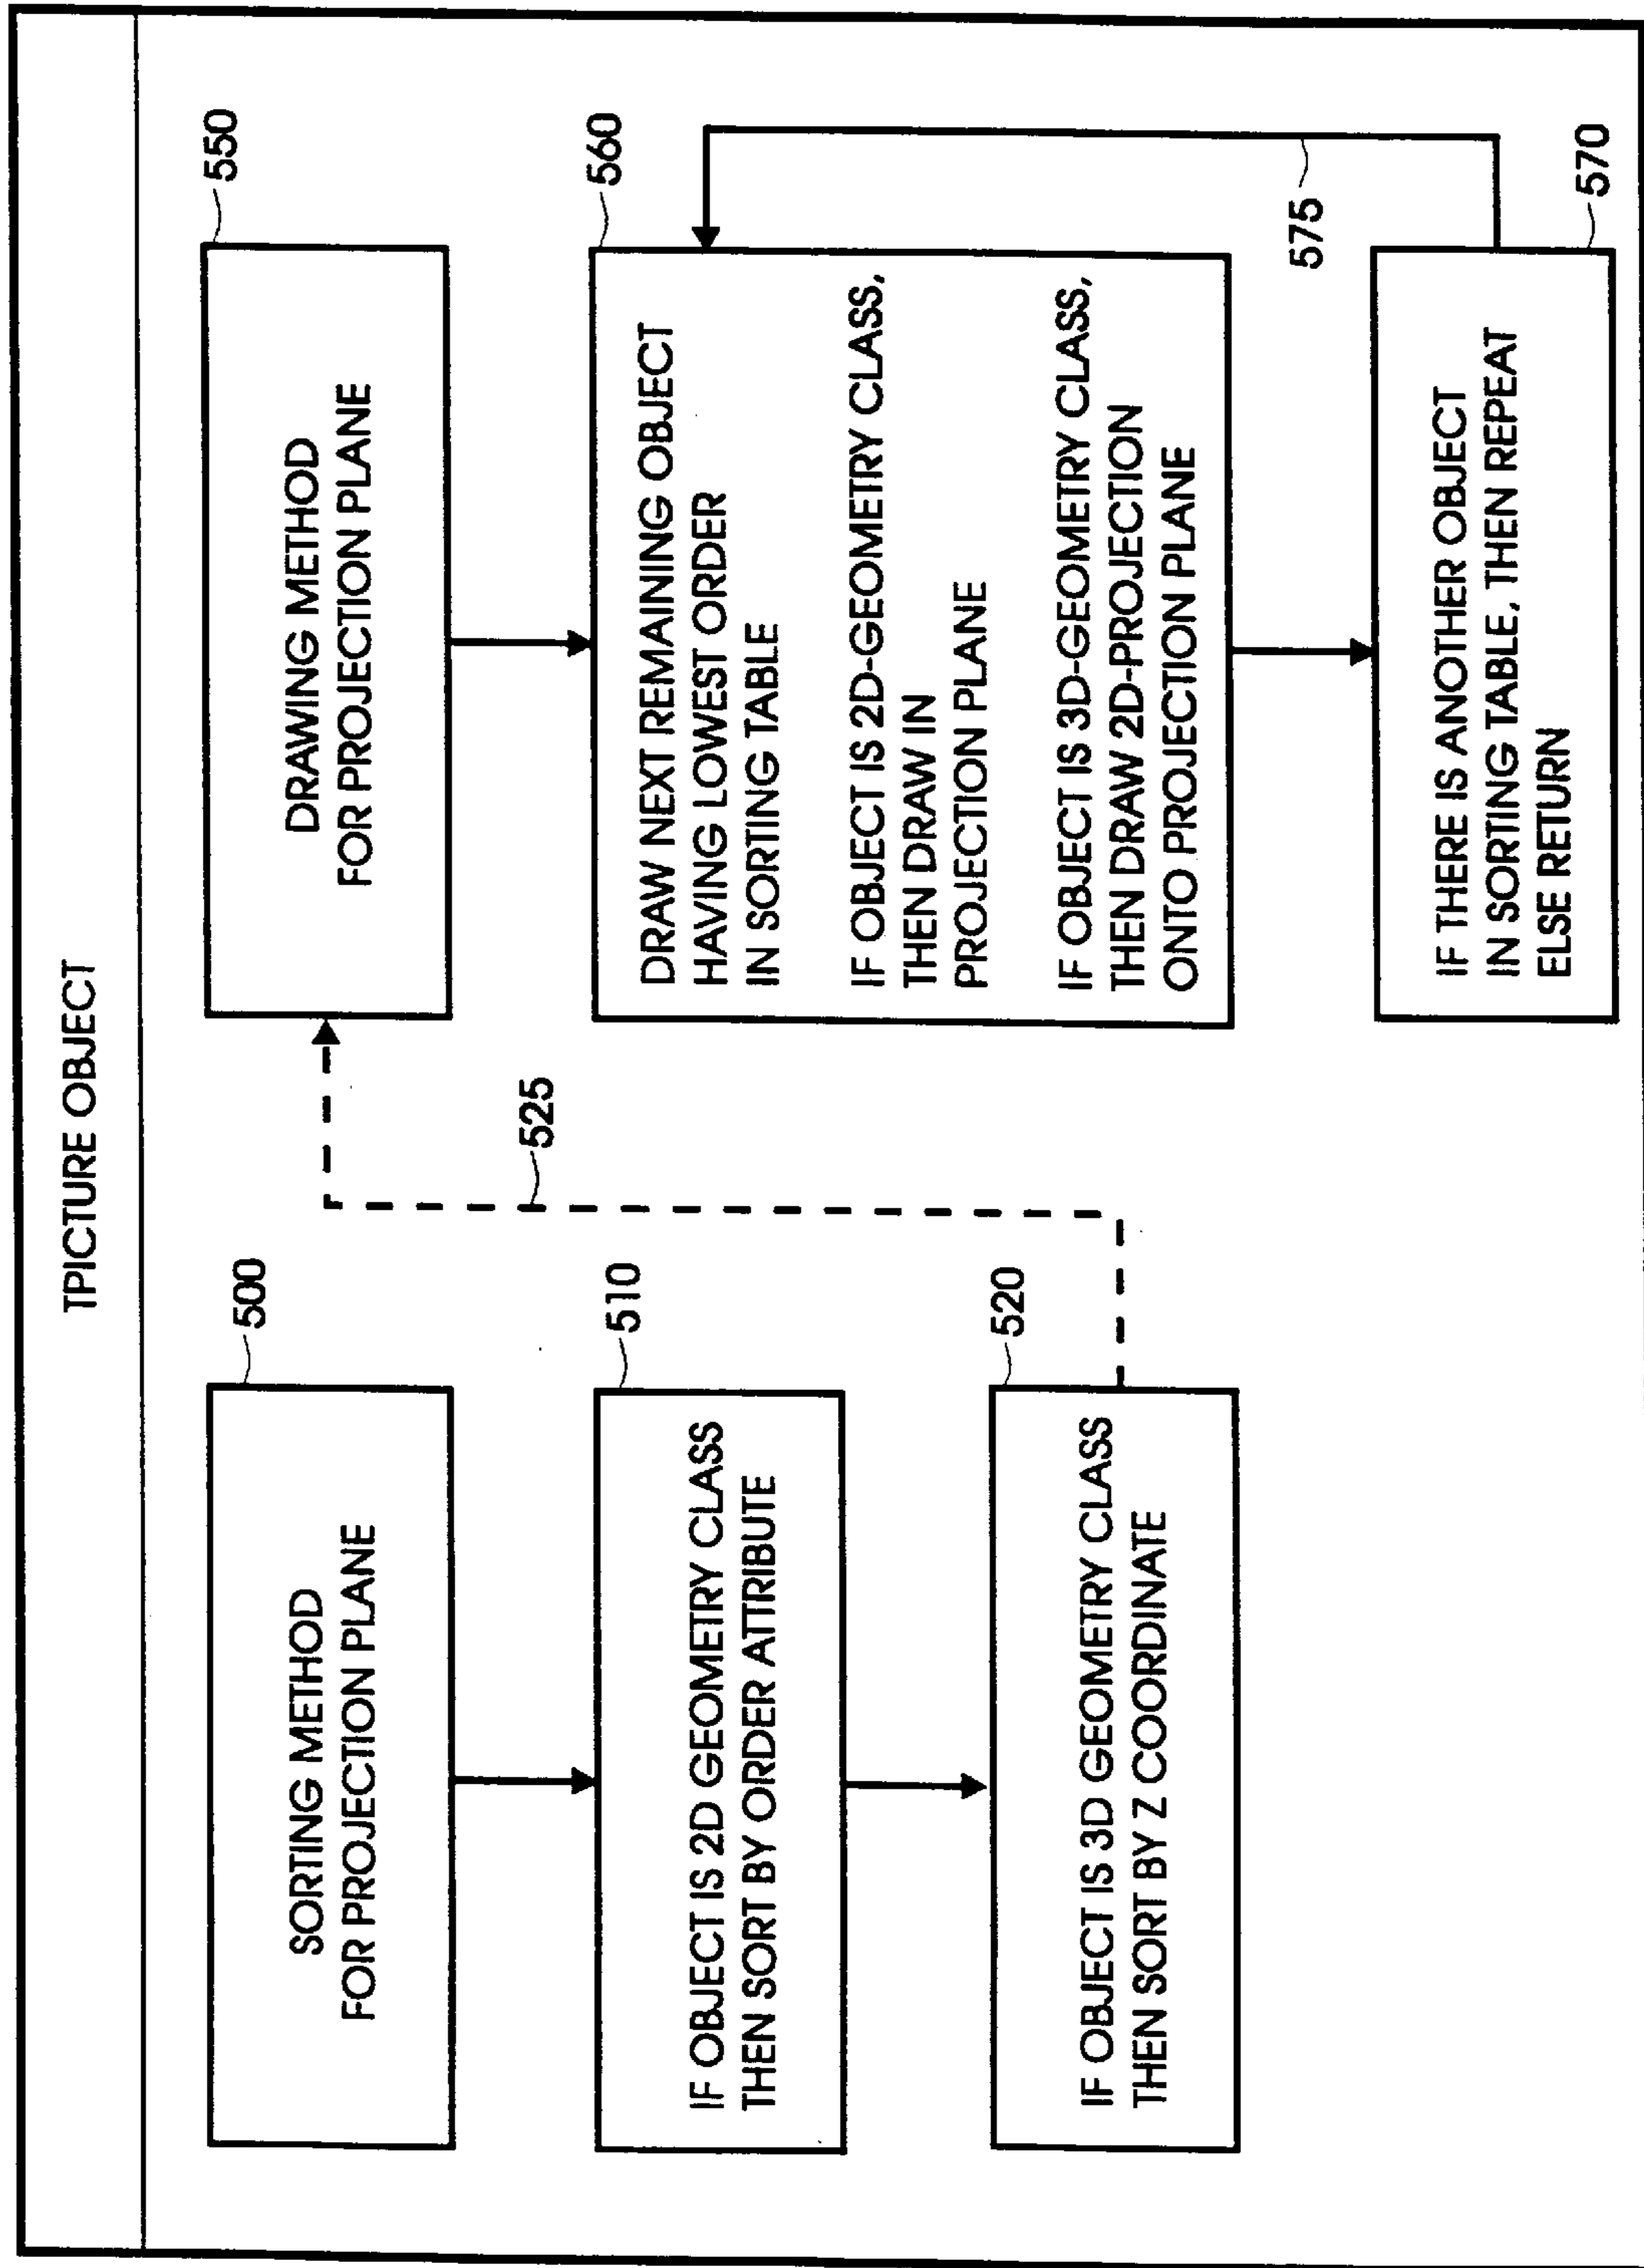 TPICTURE OBJECT
500
SORTING METHOD
FOR PROJECTION PLANE
510
IF OBJECT IS 2D GEOMETRY CLASS
THEN SORT BY ORDER ATTRIBUTE
520
IF OBJECT IS 3D GEOMETRY CLASS
THEN SORT BY Z COORDINATE
525
550
DRAWING METHOD
FOR PROJECTION PLANE
560
DRAW NEXT REMAINING OBJECT
HAVING LOWEST ORDER
IN SORTING TABLE
IF OBJECT IS 2D-GEOMETRY CLASS,
THEN DRAW IN
PROJECTION PLANE
IF OBJECT IS 3D-GEOMETRY CLASS,
THEN DRAW 2D-PROJECTION
ONTO PROJECTION PLANE
575
570
IF THERE IS ANOTHER OBJECT
IN SORTING TABLE, THEN REPEAT
ELSE RETURN